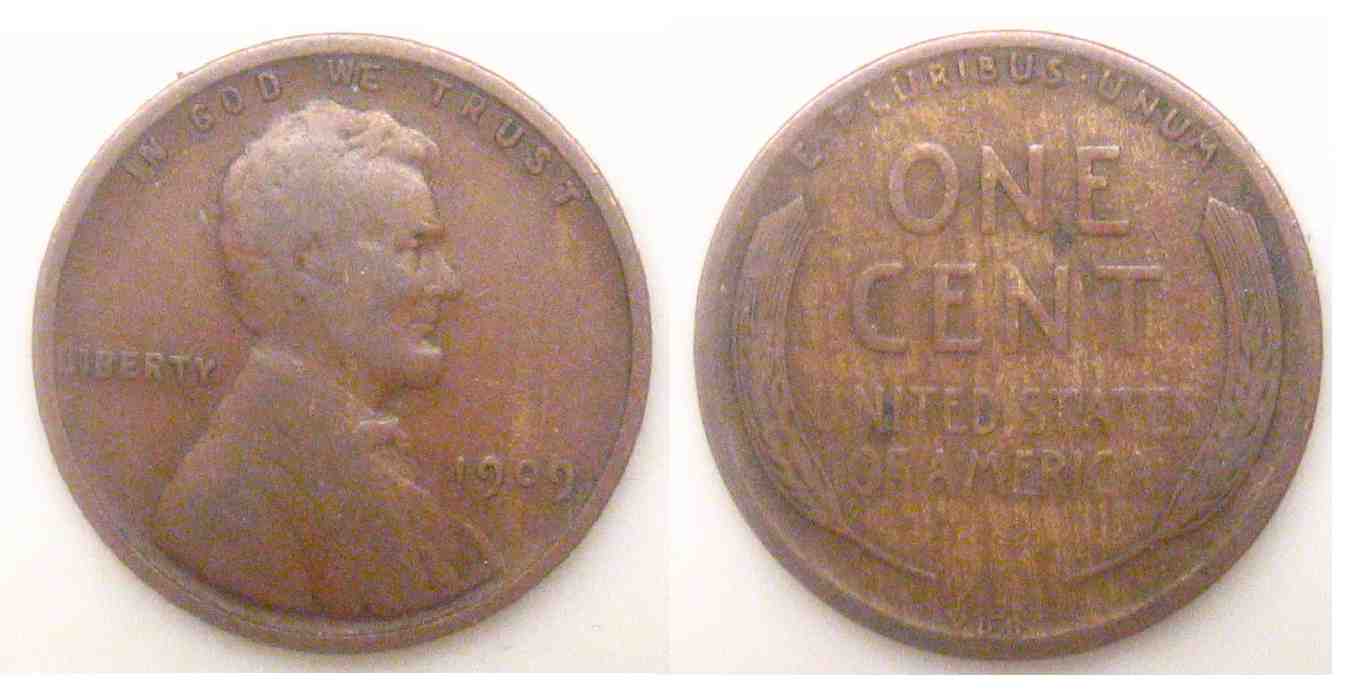 IN GOD WE TRUST
LIBERTY
1909
E·PLURIBUS·UNUM
ONE
CENT
UNITED STATES
OF AMERICA